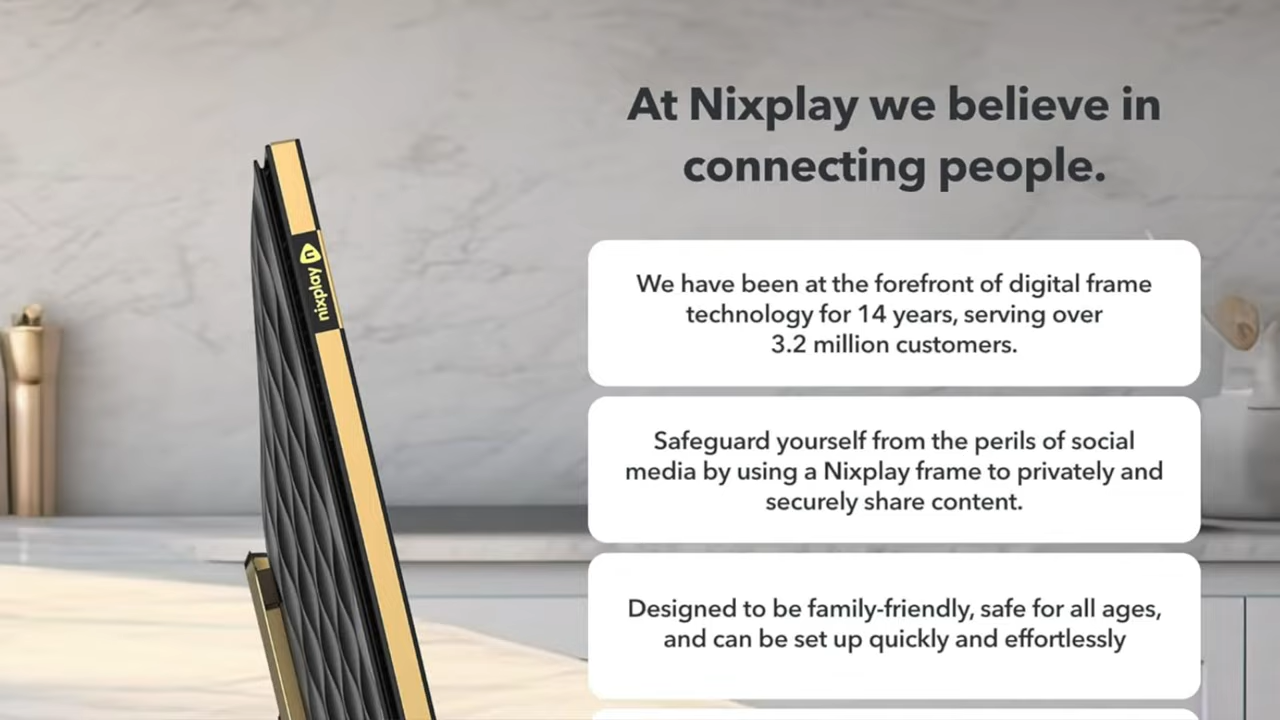 At Nixplay we believe in
connecting people.
nixplay n
We have been at the forefront of digital frame
technology for 14 years, serving over
3.2 million customers.
Safeguard yourself from the perils of social
media by using a Nixplay frame to privately and
securely share content.
Designed to be family-friendly, safe for all ages,
and can be set up quickly and effortlessly